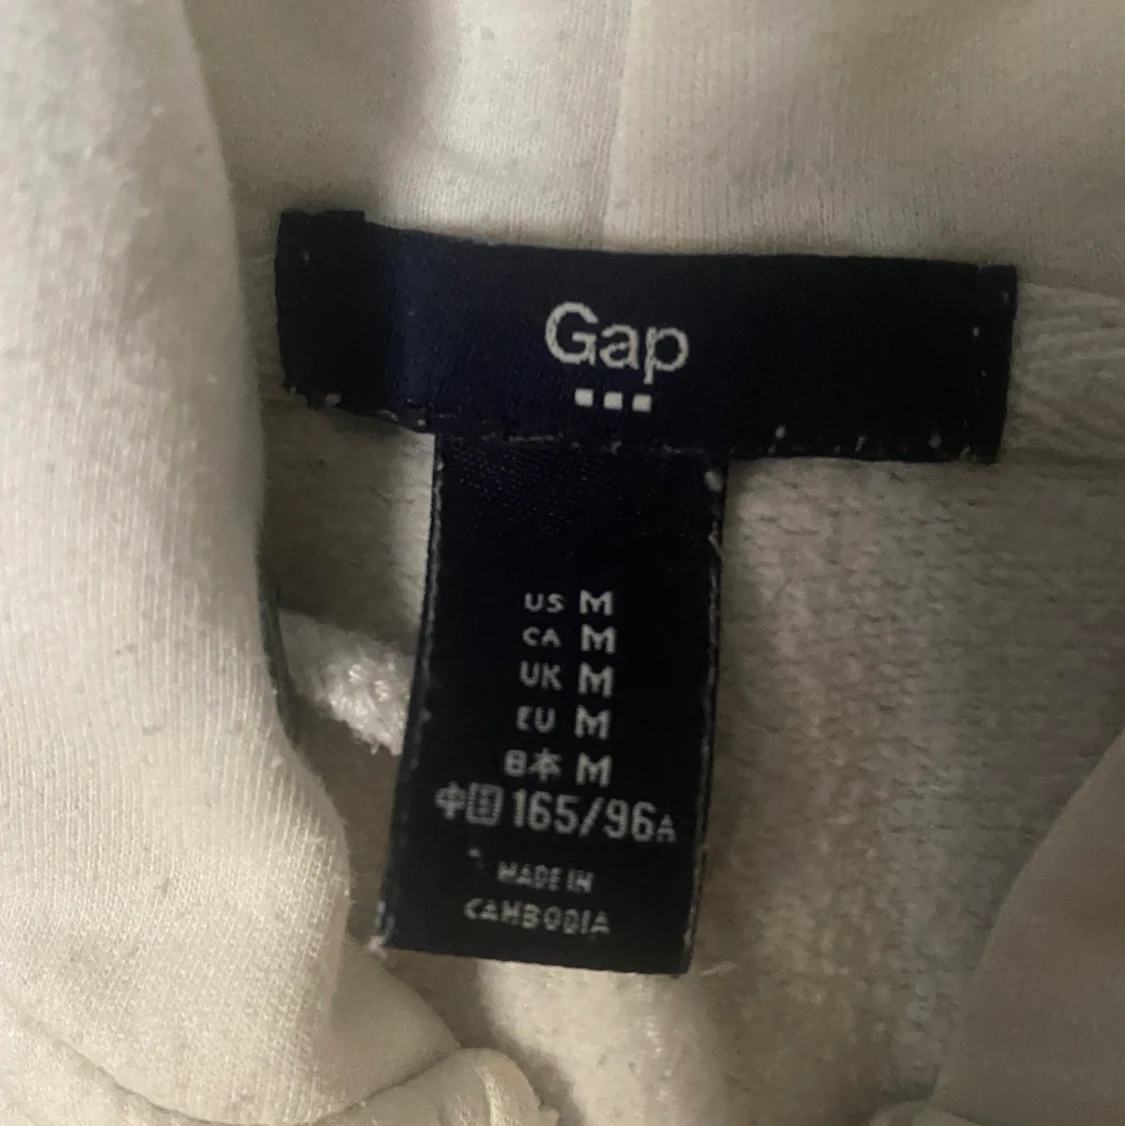 Gap
US M
CA M
UK M
EU M
日本 M
中国 165/96A
MADE IN
CAMBODIA